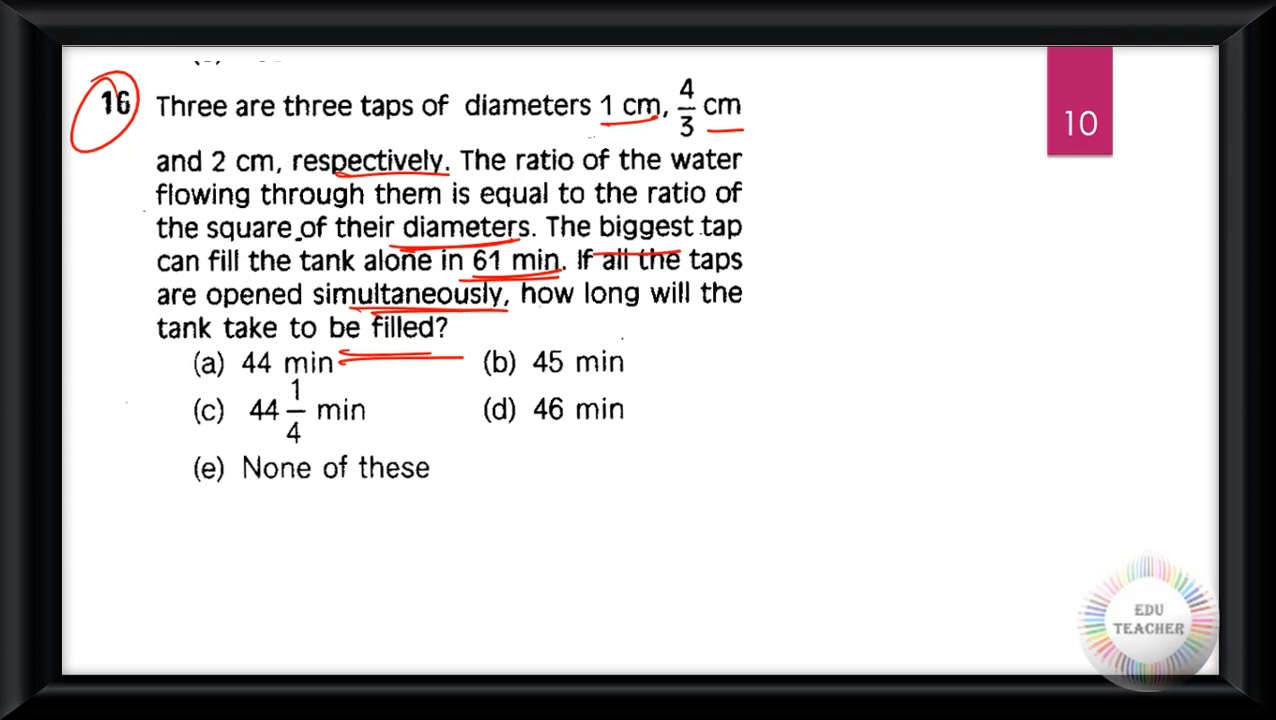 16 Three are three taps of diameters 1 cm, 4/3 cm
and 2 cm, respectively. The ratio of the water
flowing through them is equal to the ratio of
the square of their diameters. The biggest tap
can fill the tank alone in 61 min. If all the taps
are opened simultaneously, how long will the
tank take to be filled?
(a) 44 min (b) 45 min
(c) 44 1/4 min (d) 46 min
(e) None of these
10
EDU
TEACHER